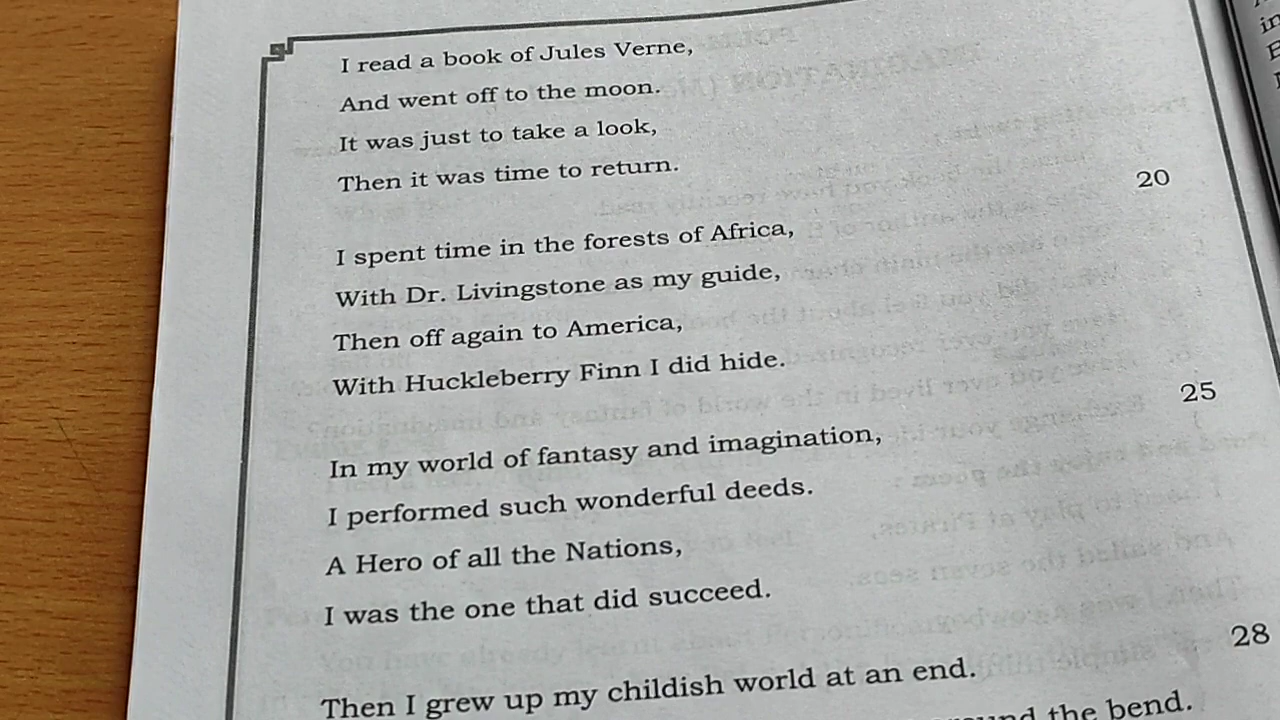 I read a book of Jules Verne,
And went off to the moon.
It was just to take a look,
Then it was time to return.
20
I spent time in the forests of Africa,
With Dr. Livingstone as my guide,
Then off again to America,
With Huckleberry Finn I did hide.
25
In my world of fantasy and imagination,
I performed such wonderful deeds.
A Hero of all the Nations,
I was the one that did succeed.
28
Then I grew up my childish world at an end.
the bend.
in